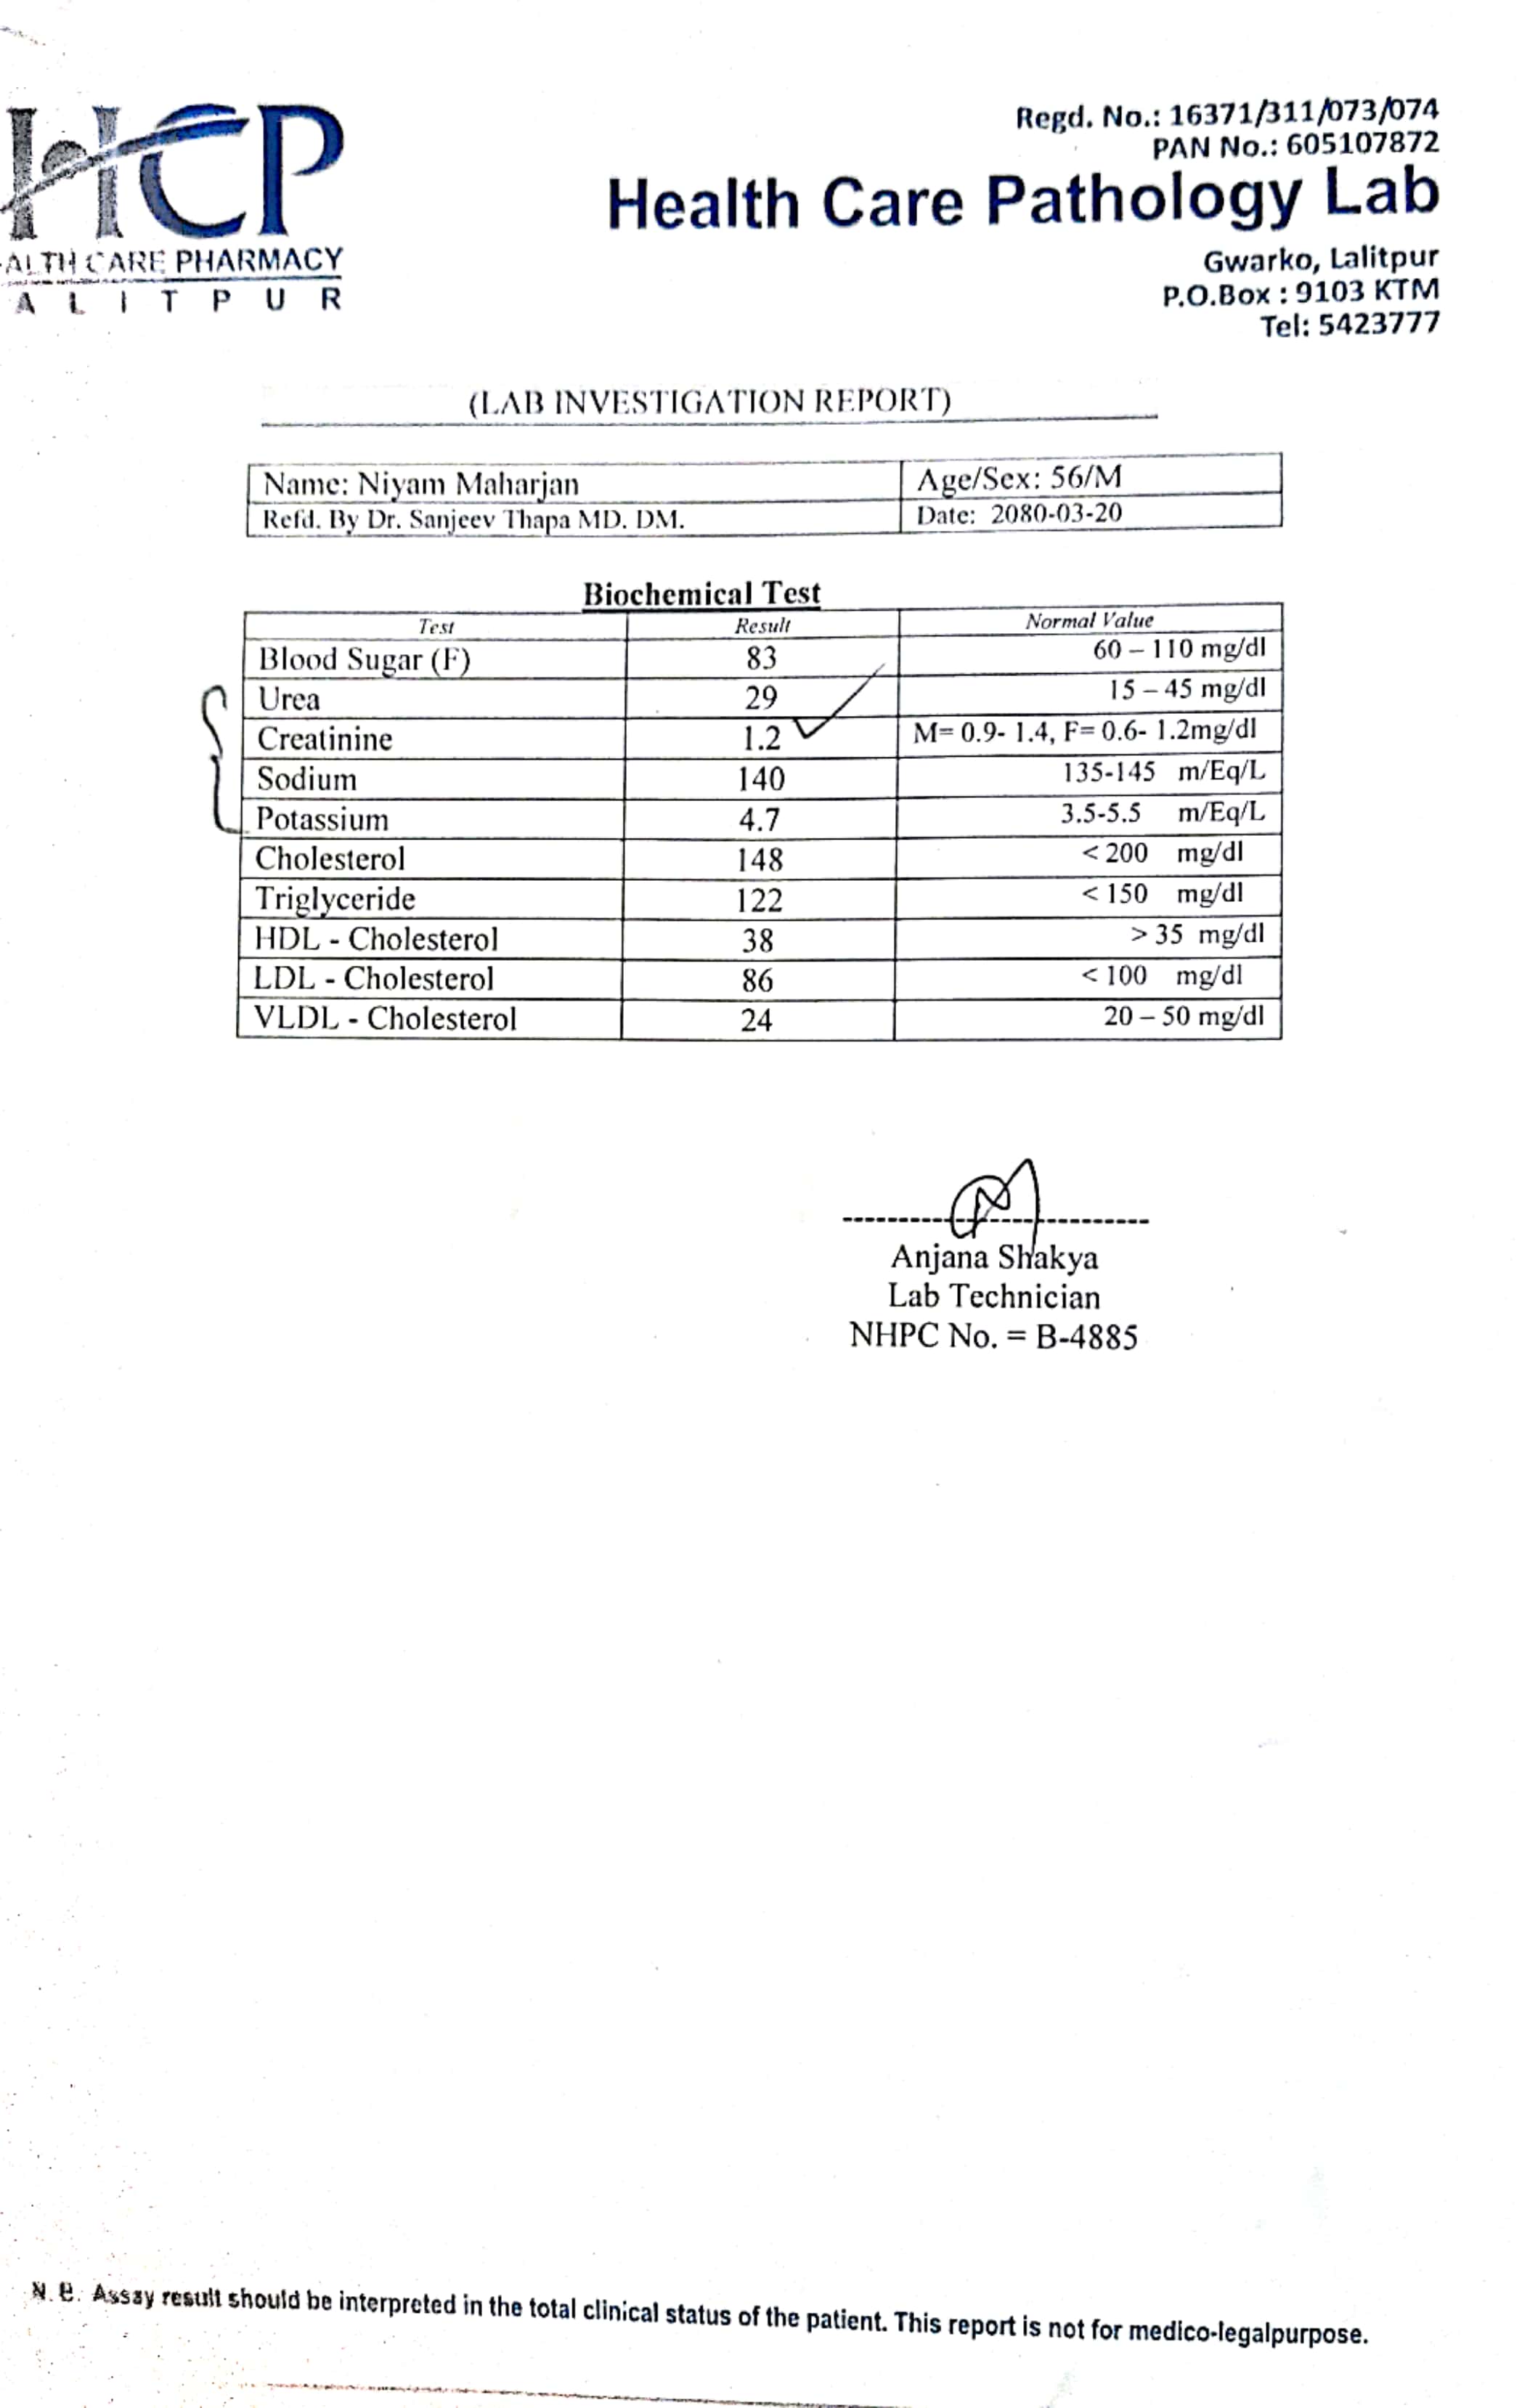 HCP
ALTH CARE PHARMACY
A L I T P U R
Regd. No.: 16371/311/073/074
PAN No.: 605107872
Health Care Pathology Lab
Gwarko, Lalitpur
P.O.Box : 9103 KTM
Tel: 5423777
(LAB INVESTIGATION REPORT)
Name: Niyam Maharjan Age/Sex: 56/M
Refd. By Dr. Sanjeev Thapa MD. DM. Date: 2080-03-20
Biochemical Test
Test Result Normal Value
Blood Sugar (F) 83 60 – 110 mg/dl
Urea 29 15 – 45 mg/dl
Creatinine 1.2 M= 0.9- 1.4, F= 0.6- 1.2mg/dl
Sodium 140 135-145 m/Eq/L
Potassium 4.7 3.5-5.5 m/Eq/L
Cholesterol 148 < 200 mg/dl
Triglyceride 122 < 150 mg/dl
HDL - Cholesterol 38 > 35 mg/dl
LDL - Cholesterol 86 < 100 mg/dl
VLDL - Cholesterol 24 20 – 50 mg/dl
Anjana Shakya
Lab Technician
NHPC No. = B-4885
N.B. Assay result should be interpreted in the total clinical status of the patient. This report is not for medico-legalpurpose.